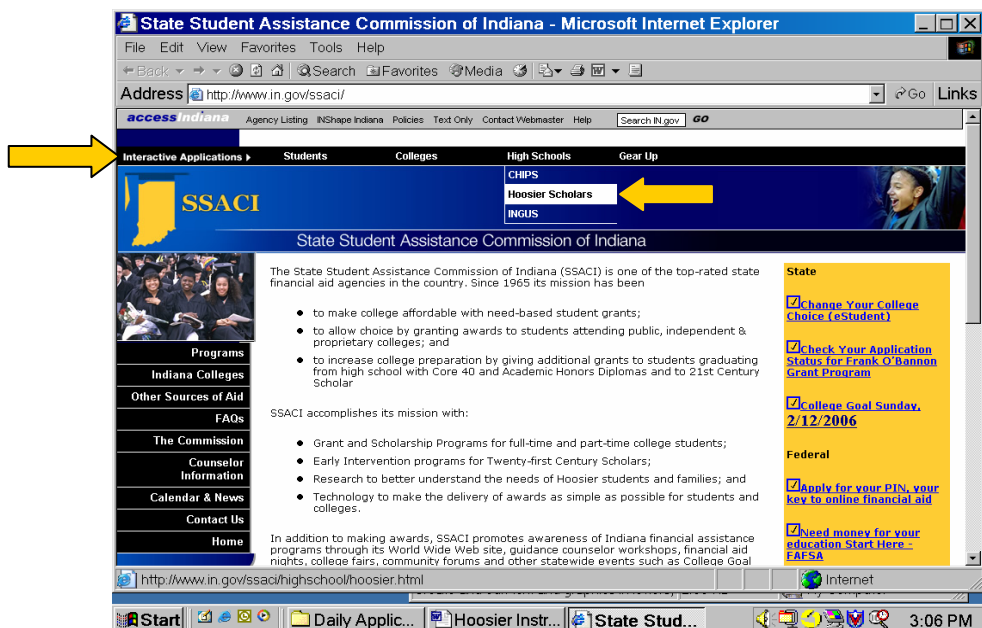 State Student Assistance Commission of Indiana - Microsoft Internet Explorer
File Edit View Favorites Tools Help
Back Search Favorites Media
Address http://www.in.gov/ssaci/ Go Links
accessIndiana Agency Listing INShape Indiana Policies Text Only Contact Webmaster Help Search IN.gov GO
Interactive Applications Students Colleges High Schools Gear Up
CHIPS
Hoosier Scholars
INGUS
SSACI
State Student Assistance Commission of Indiana
Programs
Indiana Colleges
Other Sources of Aid
FAQs
The Commission
Counselor
Information
Calendar & News
Contact Us
Home
The State Student Assistance Commission of Indiana (SSACI) is one of the top-rated state
financial aid agencies in the country. Since 1965 its mission has been
to make college affordable with need-based student grants;
to allow choice by granting awards to students attending public, independent &
proprietary colleges; and
to increase college preparation by giving additional grants to students graduating
from high school with Core 40 and Academic Honors Diplomas and to 21st Century
Scholar
SSACI accomplishes its mission with:
Grant and Scholarship Programs for full-time and part-time college students;
Early Intervention programs for Twenty-first Century Scholars;
Research to better understand the needs of Hoosier students and families; and
Technology to make the delivery of awards as simple as possible for students and
colleges.
In addition to making awards, SSACI promotes awareness of Indiana financial assistance
programs through its World Wide Web site, guidance counselor workshops, financial aid
nights, college fairs, community forums and other statewide events such as College Goal
State
Change Your College
Choice (eStudent)
Check Your Application
Status for Frank O'Bannon
Grant Program
College Goal Sunday,
2/12/2006
Federal
Apply for your PIN, your
key to online financial aid
Need money for your
education Start Here -
FAFSA
http://www.in.gov/ssaci/highschool/hoosier.html Internet
Start Daily Applic... Hoosier Instr... State Stud... 3:06 PM